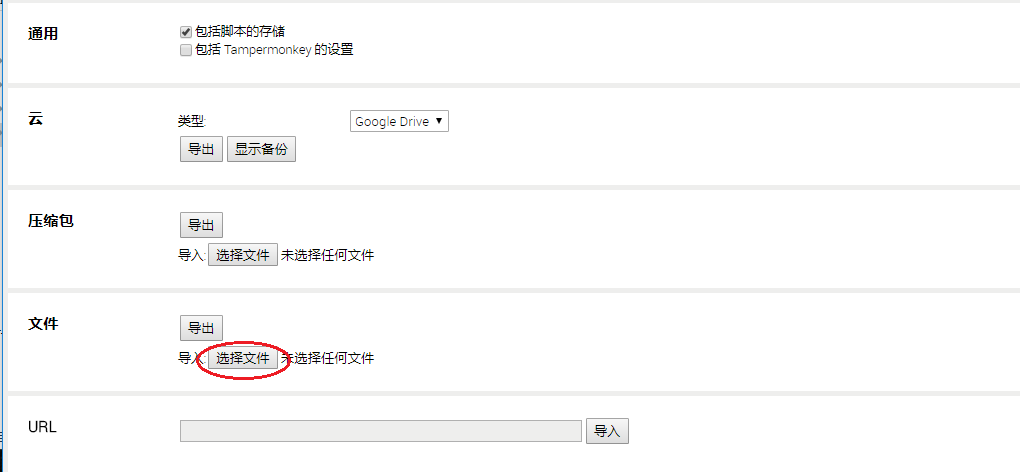 通用
包括脚本的存储
包括 Tampermonkey 的设置
云
类型:
Google Drive
导出 显示备份
压缩包
导出
导入: 选择文件 未选择任何文件
文件
导出
导入: 选择文件 未选择任何文件
URL
导入